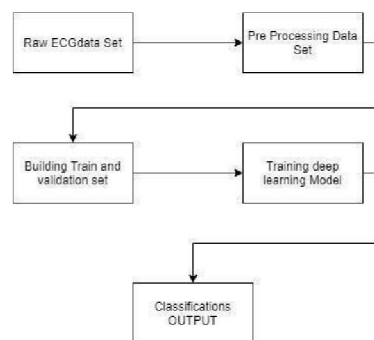 Raw ECGdata Set
Pre Processing Data
Set
Building Train and
validation set
Training deep
learning Model
Classifications
OUTPUT